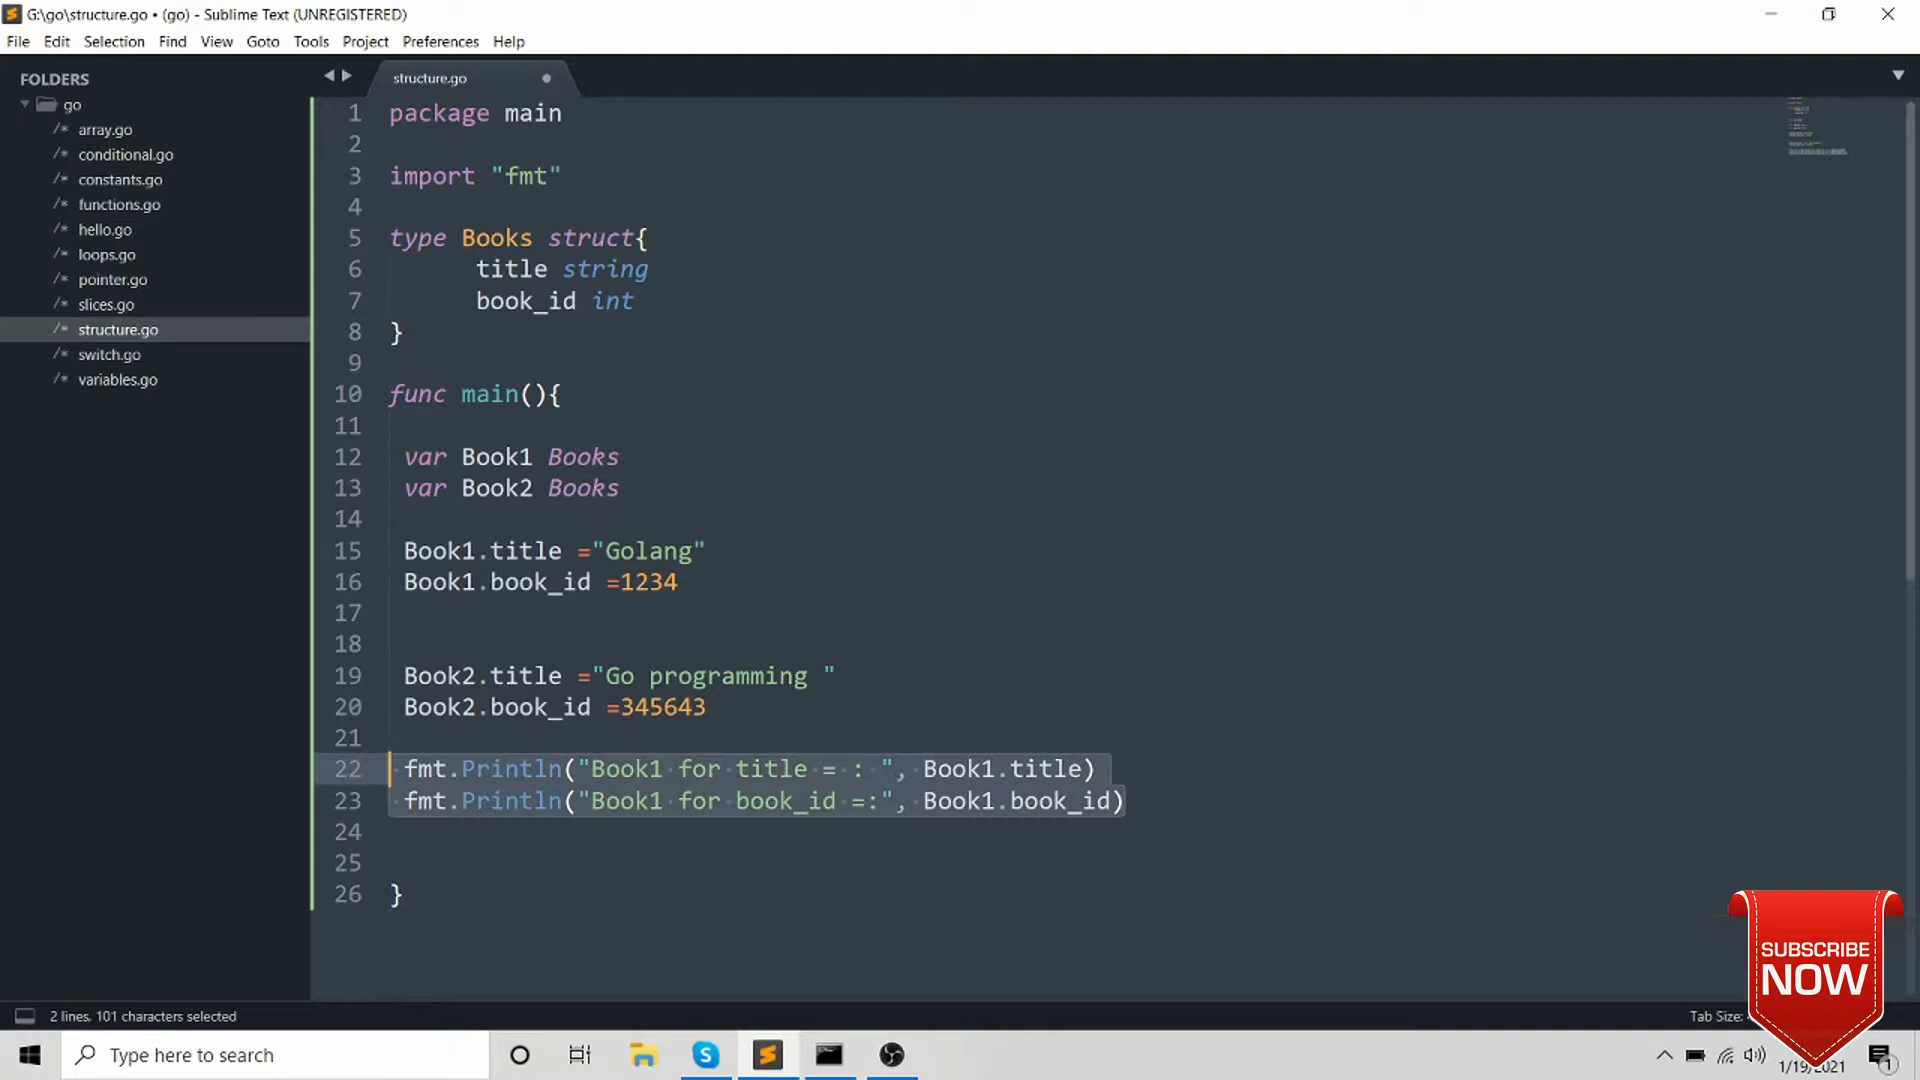 G:\go\structure.go • (go) - Sublime Text (UNREGISTERED)
File Edit Selection Find View Goto Tools Project Preferences Help
FOLDERS
go
/* array.go
/* conditional.go
/* constants.go
/* functions.go
/* hello.go
/* loops.go
/* pointer.go
/* slices.go
/* structure.go
/* switch.go
/* variables.go
structure.go
1 package main
2
3 import "fmt"
4
5 type Books struct{
6 title string
7 book_id int
8 }
9
10 func main(){
11
12 var Book1 Books
13 var Book2 Books
14
15 Book1.title ="Golang"
16 Book1.book_id =1234
17
18
19 Book2.title ="Go programming "
20 Book2.book_id =345643
21
22 fmt.Println("Book1 for title = : ", Book1.title)
23 fmt.Println("Book1 for book_id =:", Book1.book_id)
24
25
26 }
SUBSCRIBE
NOW
2 lines, 101 characters selected
Tab Size:
Type here to search
1/19/2021
1